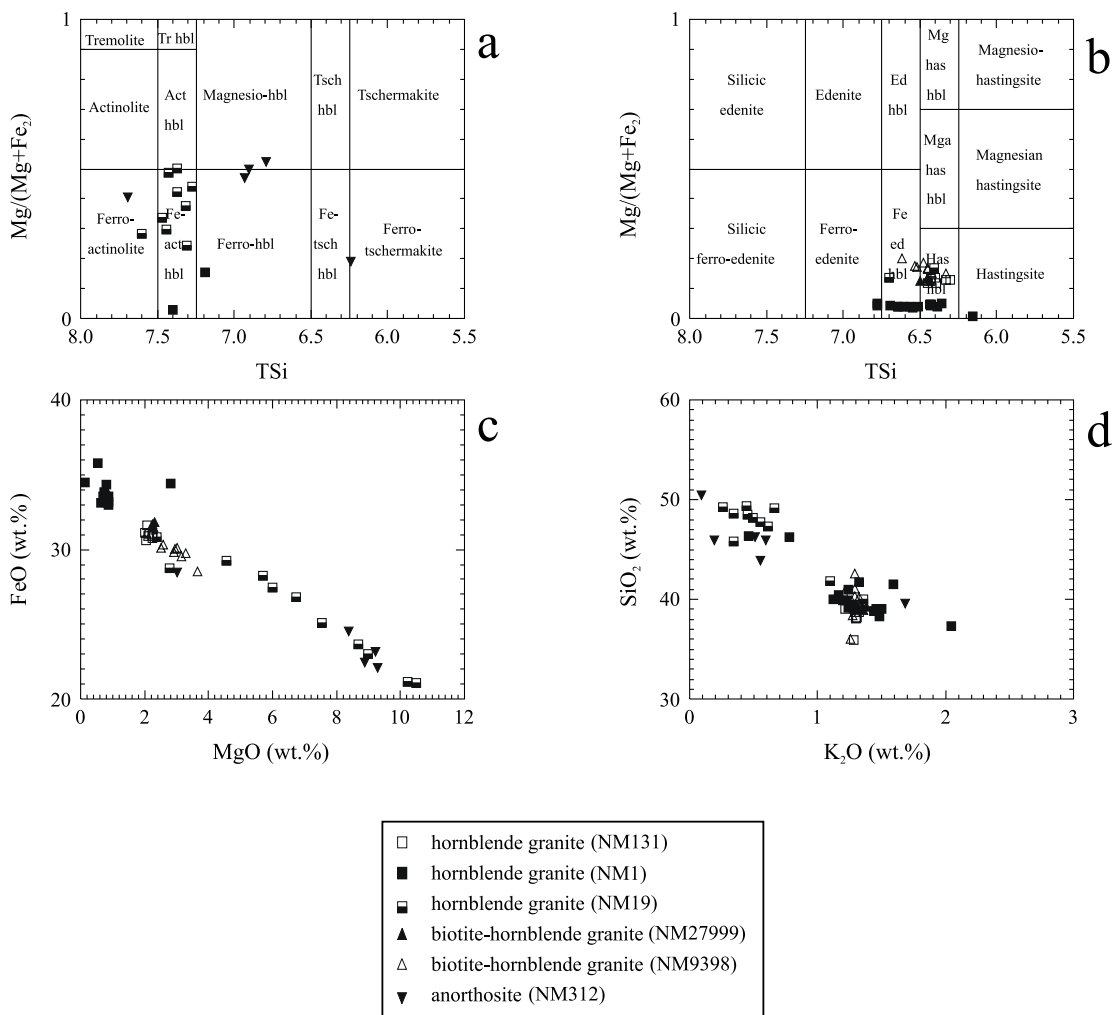 a
1
Mg/(Mg+Fe₂)
0
8.0 7.5 7.0 6.5 6.0 5.5
TSi
Tremolite
Tr hbl
Actinolite
Act
hbl
Magnesio-hbl
Tsch
hbl
Tschermakite
Ferro-
actinolite
Fe-
act
hbl
Ferro-hbl
Fe-
tsch
hbl
Ferro-
tschermakite
b
1
Mg/(Mg+Fe₂)
0
8.0 7.5 7.0 6.5 6.0 5.5
TSi
Silicic
edenite
Edenite
Ed
hbl
Mg
has
hbl
Magnesio-
hastingsite
Mga
has
hbl
Magnesian
hastingsite
Silicic
ferro-edenite
Ferro-
edenite
Fe
ed
hbl
Has
hbl
Hastingsite
c
40
30
20
FeO (wt.%)
0 2 4 6 8 10 12
MgO (wt.%)
d
60
50
40
30
SiO₂ (wt.%)
0 1 2 3
K₂O (wt.%)
hornblende granite (NM131)
hornblende granite (NM1)
hornblende granite (NM19)
biotite-hornblende granite (NM27999)
biotite-hornblende granite (NM9398)
anorthosite (NM312)